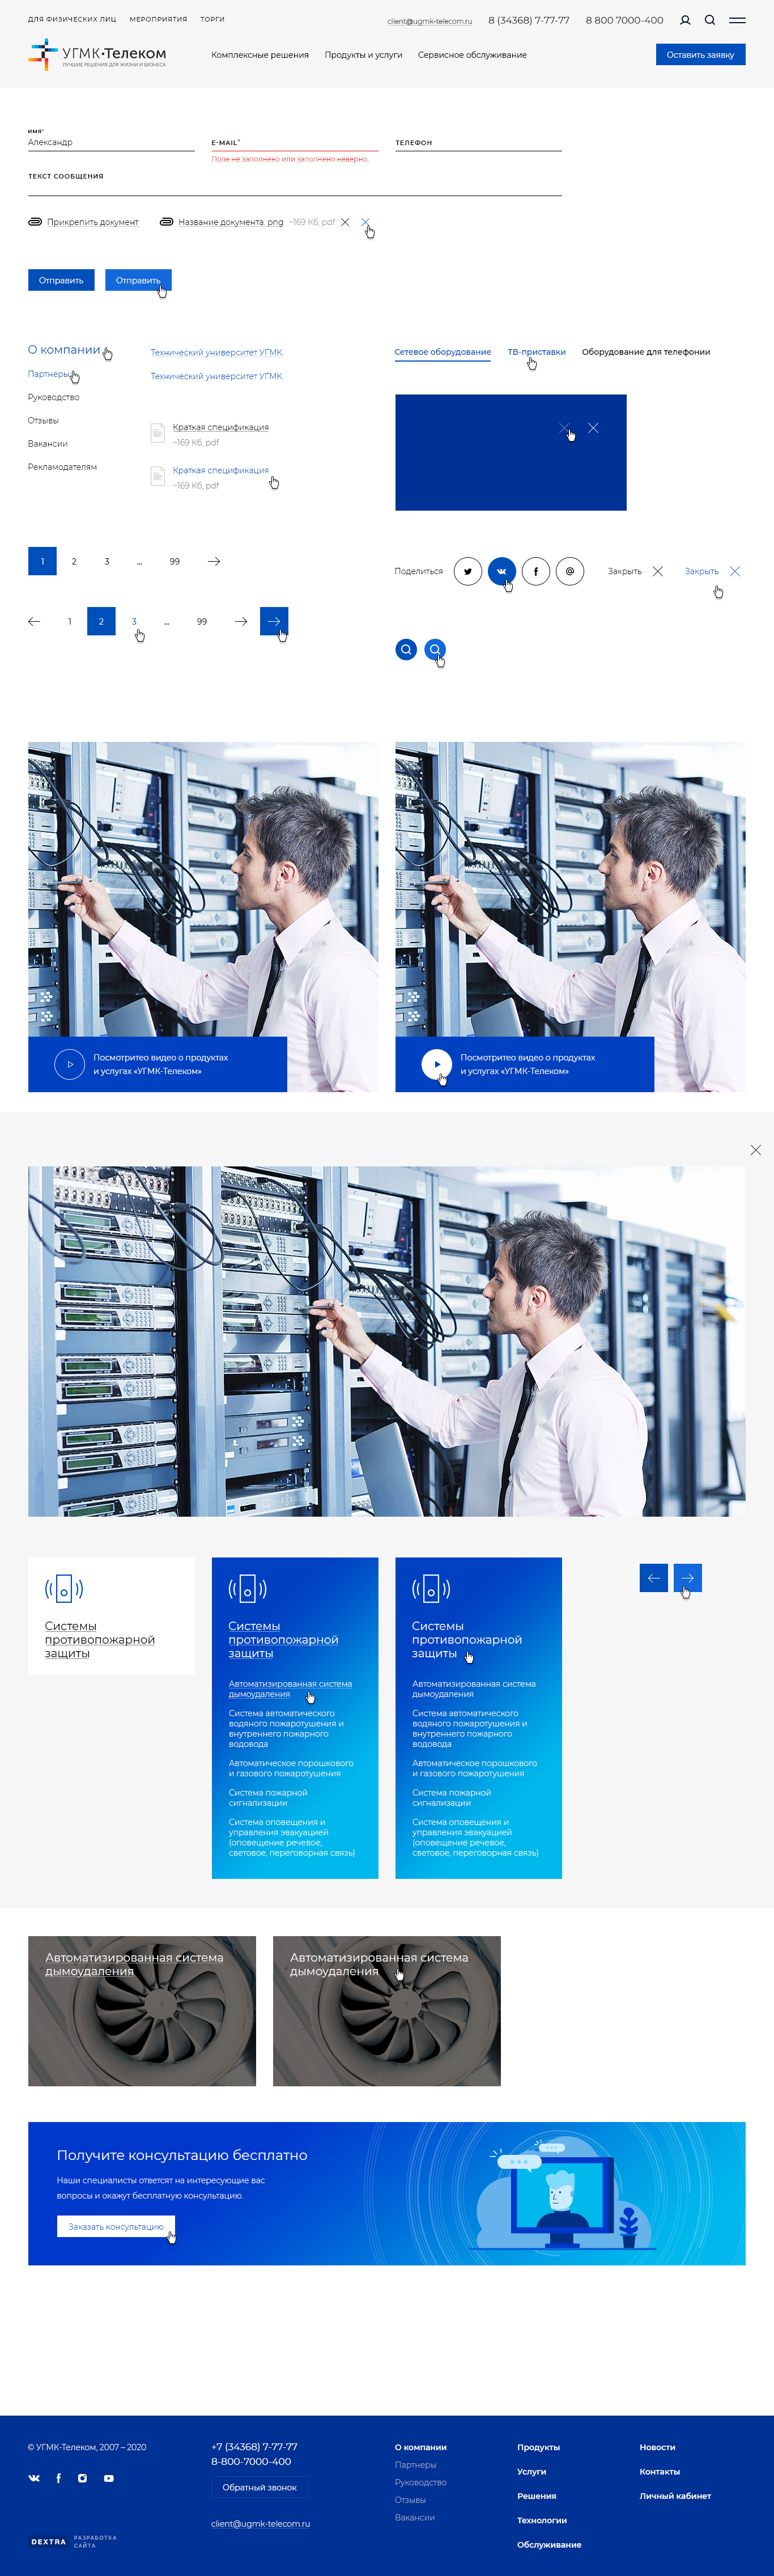 ДЛЯ ФИЗИЧЕСКИХ ЛИЦ МЕРОПРИЯТИЯ ТОРГИ
client@ugmk-telecom.ru 8 (34368) 7-77-77 8 800 7000-400
УГМК·Телеком
ЛУЧШИЕ РЕШЕНИЯ ДЛЯ ЖИЗНИ И БИЗНЕСА
Комплексные решения Продукты и услуги Сервисное обслуживание
Оставить заявку
ИМЯ*
Александр
E-MAIL*
ТЕЛЕФОН
Поле не заполнено или заполнено неверно.
ТЕКСТ СООБЩЕНИЯ
Прикрепить документ Название документа. png ~169 Кб, pdf
Отправить Отправить
О компании
Партнеры
Руководство
Отзывы
Вакансии
Рекламодателям
Технический университет УГМК.
Технический университет УГМК.
Краткая спецификация
~169 Кб, pdf
Краткая спецификация
~169 Кб, pdf
Сетевое оборудование ТВ-приставки Оборудование для телефонии
1 2 3 ... 99
Поделиться
Закрыть Закрыть
1 2 3 ... 99
Посмотритео видео о продуктах
и услугах «УГМК-Телеком»
Посмотритео видео о продуктах
и услугах «УГМК-Телеком»
Системы
противопожарной
защиты
Системы
противопожарной
защиты
Автоматизированная система
дымоудаления
Система автоматического
водяного пожаротушения и
внутреннего пожарного
водовода
Автоматическое порошкового
и газового пожаротушения
Система пожарной
сигнализации
Система оповещения и
управления эвакуацией
(оповещение речевое,
световое, переговорная связь)
Системы
противопожарной
защиты
Автоматизированная система
дымоудаления
Система автоматического
водяного пожаротушения и
внутреннего пожарного
водовода
Автоматическое порошкового
и газового пожаротушения
Система пожарной
сигнализации
Система оповещения и
управления эвакуацией
(оповещение речевое,
световое, переговорная связь)
Автоматизированная система
дымоудаления
Автоматизированная система
дымоудаления
Получите консультацию бесплатно
Наши специалисты ответсят на интересующие вас
вопросы и окажут бесплатную консультацию.
Заказать консультацию
© УГМК-Телеком, 2007 – 2020
+7 (34368) 7-77-77
8-800-7000-400
Обратный звонок
client@ugmk-telecom.ru
О компании
Партнеры
Руководство
Отзывы
Вакансии
Продукты
Услуги
Решения
Технологии
Обслуживание
Новости
Контакты
Личный кабинет
DEXTRA
РАЗРАБОТКА
САЙТА